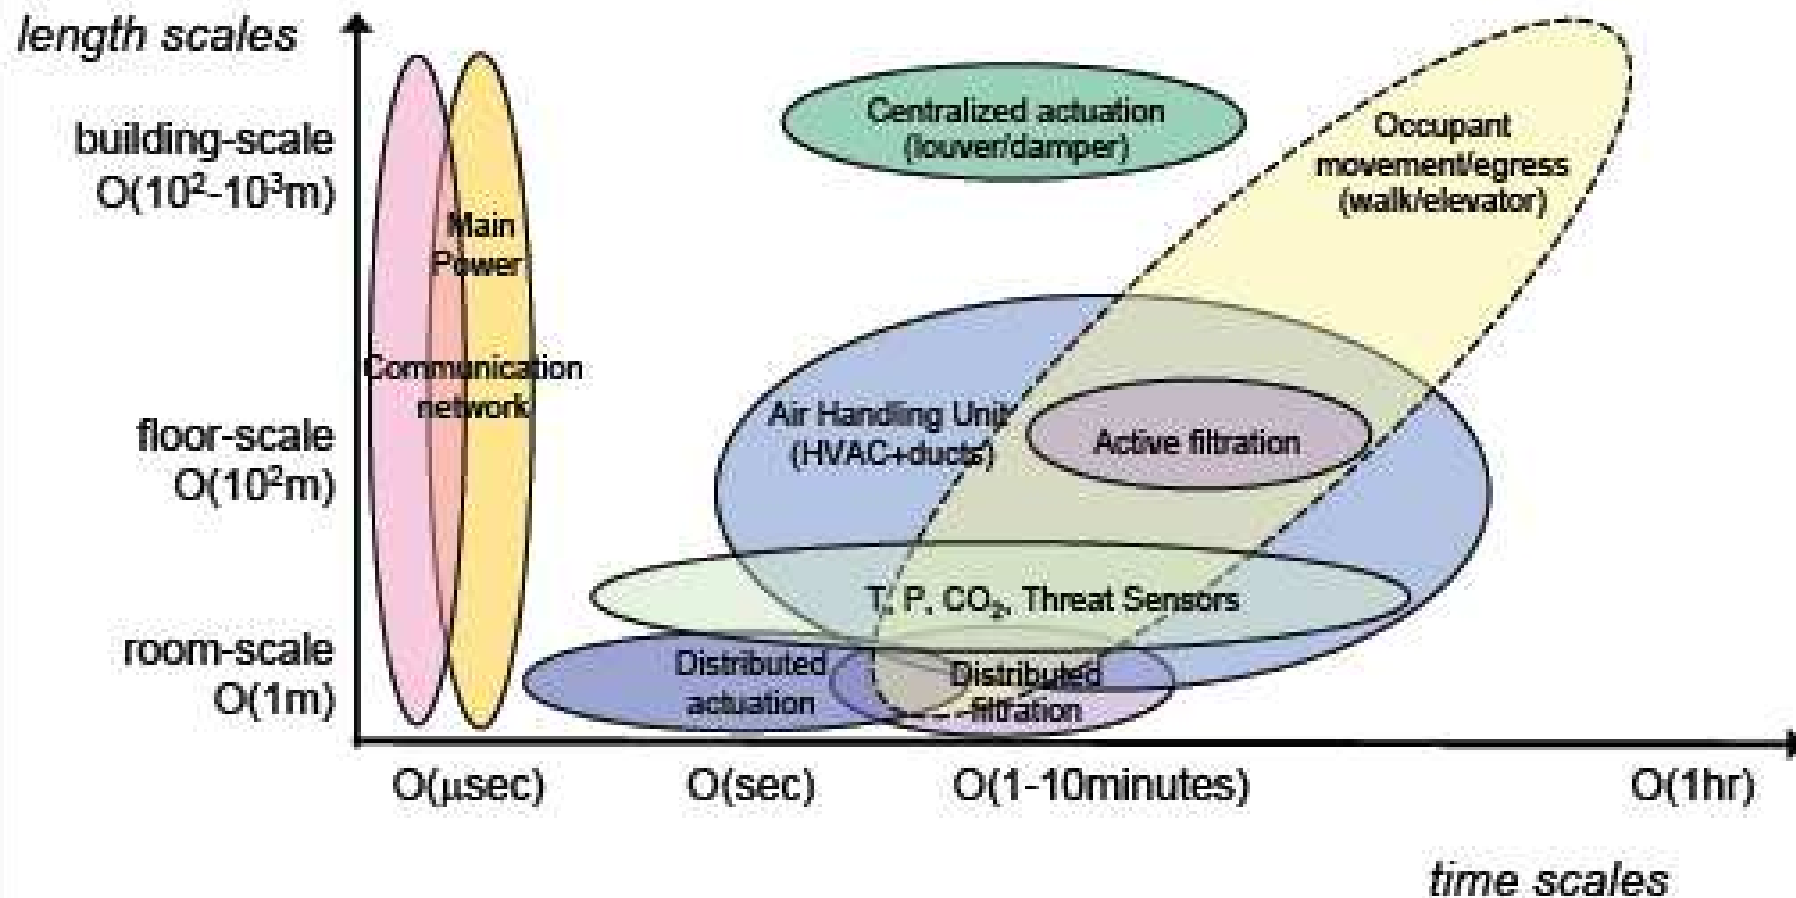 length scales
building-scale
O(10²-10³m)
floor-scale
O(10²m)
room-scale
O(1m)
Main
Power
Communication
network
Centralized actuation
(louver/damper)
Occupant
movement/egress
(walk/elevator)
Air Handling Unit
(HVAC+ducts)
Active filtration
T, P, CO₂, Threat Sensors
Distributed
actuation
Distributed
filtration
O(μsec)
O(sec)
O(1-10minutes)
O(1hr)
time scales